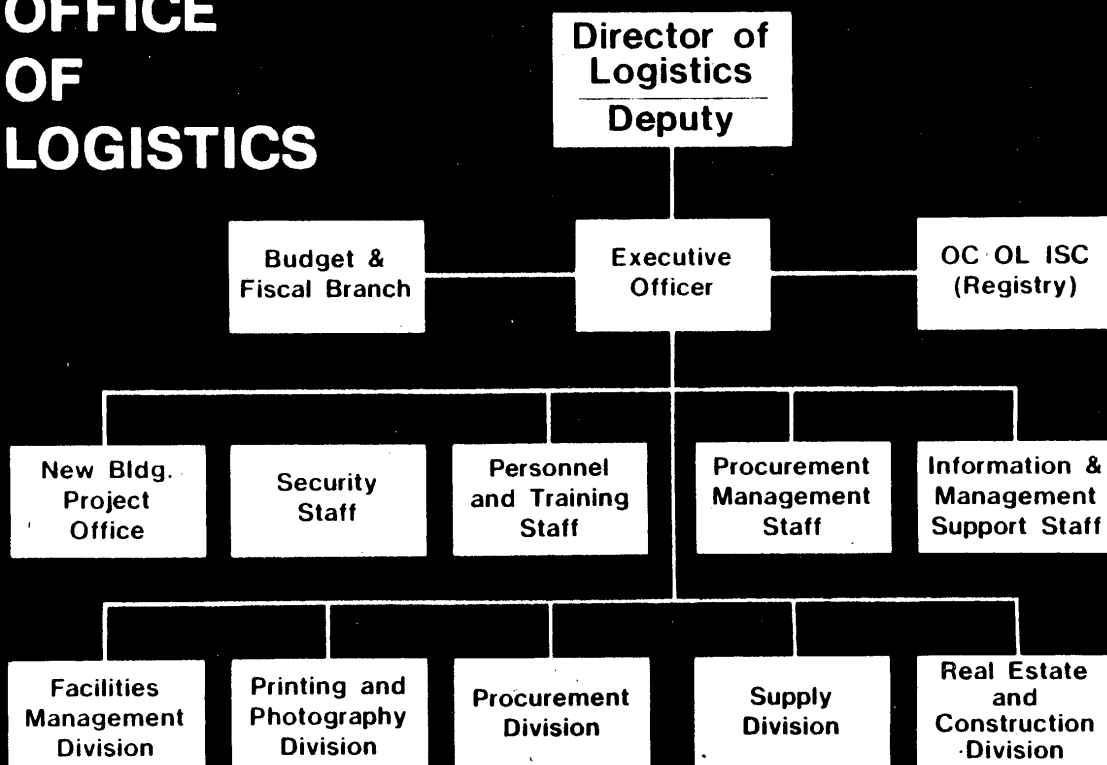 OFFICE
OF
LOGISTICS
Director of
Logistics
Deputy
Budget &
Fiscal Branch
Executive
Officer
OC OL ISC
(Registry)
New Bldg.
Project
Office
Security
Staff
Personnel
and Training
Staff
Procurement
Management
Staff
Information &
Management
Support Staff
Facilities
Management
Division
Printing and
Photography
Division
Procurement
Division
Supply
Division
Real Estate
and
Construction
Division